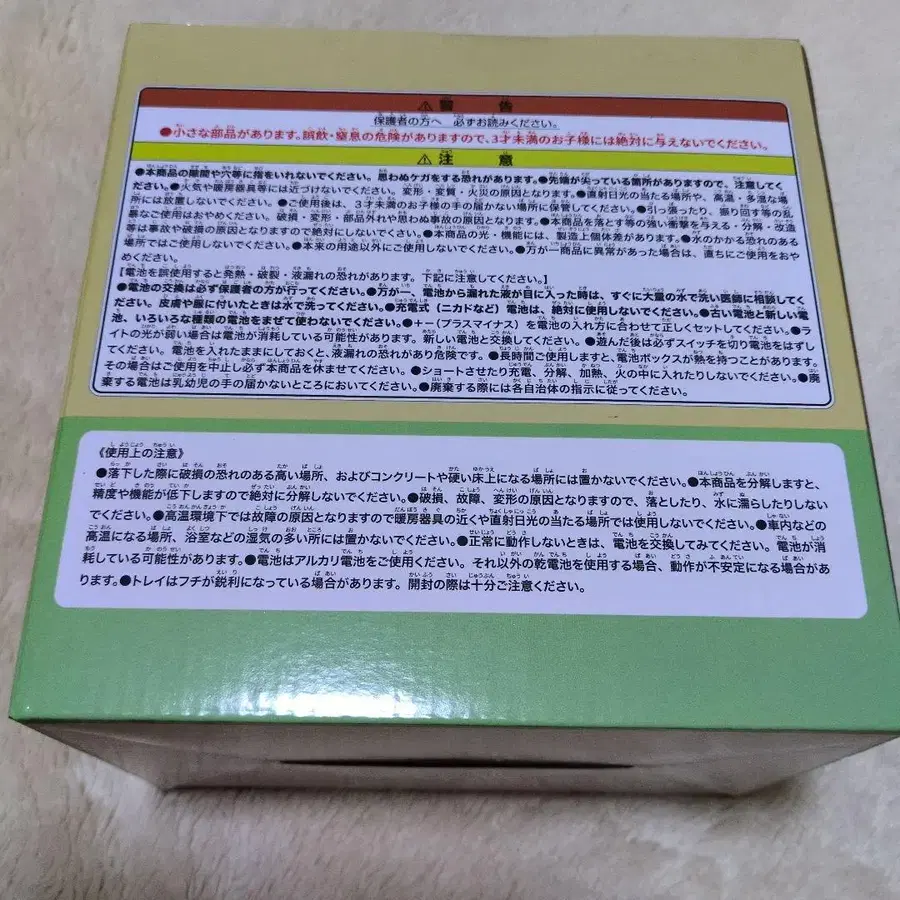 ⚠警 告
保護者の方へ 必ずお読みください。
●小さな部品があります。誤飲・窒息の危険がありますので、3才未満のお子様には絶対に与えないでください。
⚠注 意
●本商品の隙間や穴等に指をいれないでください。思わぬケガをする恐れがあります。●先端が尖っている箇所がありますので、注意してく
ださい。●火気や暖房器具等には近づけないでください。変形・変質・火災の原因となります。●直射日光の当たる場所や、高温・多湿な場
所には放置しないでください。●ご使用後は、3才未満のお子様の手の届かない場所に保管してください。●引っ張ったり、振り回す等の乱
暴なご使用はおやめください。破損・変形・部品外れや思わぬ事故の原因となります。●本商品を落とす等の強い衝撃を与える・分解・改造
等は事故や破損の原因となりますので絶対にしないでください。●本商品の光・機能には、製造上個体差があります。●水のかかる恐れのある
場所ではご使用しないでください。●本来の用途以外にご使用しないでください。●万が一商品に異常があった場合は、直ちにご使用をおや
めください。
【電池を誤使用すると発熱・破裂・液漏れの恐れがあります。下記に注意してください。】
●電池の交換は必ず保護者の方が行ってください。●万が一、電池から漏れた液が目に入った時は、すぐに大量の水で洗い医師に相談してく
ださい。皮膚や服に付いたときは水で洗ってください。●充電式（ニカドなど）電池は、絶対に使用しないでください。●古い電池と新しい電
池、いろいろな種類の電池をまぜて使わないでください。●＋－（プラスマイナス）を電池の入れ方に合わせて正しくセットしてください。●ラ
イトの光が弱い場合は電池が消耗している可能性があります。新しい電池と交換してください。●遊んだ後は必ずスイッチを切り電池をはずし
てください。電池を入れたままにしておくと、液漏れの恐れがあり危険です。●長時間ご使用しますと、電池ボックスが熱を持つことがあります。
その場合はご使用を中止し必ず本商品を休ませてください。●ショートさせたり充電、分解、加熱、火の中に入れたりしないでください。●廃
棄する電池は乳幼児の手の届かないところにおいてください。●廃棄する際には各自治体の指示に従ってください。
《使用上の注意》
●落下した際に破損の恐れのある高い場所、およびコンクリートや硬い床上になる場所には置かないでください。●本商品を分解しますと、
精度や機能が低下しますので絶対に分解しないでください。●破損、故障、変形の原因となりますので、落としたり、水に濡らしたりしない
でください。●高温環境下では故障の原因となりますので暖房器具の近くや直射日光の当たる場所では使用しないでください。●車内などの
高温になる場所、浴室などの湿気の多い所には置かないでください。●正常に動作しないときは、電池を交換してみてください。電池が消
耗している可能性があります。●電池はアルカリ電池をご使用ください。それ以外の乾電池を使用する場合、動作が不安定になる場合があ
ります。●トレイはフチが鋭利になっている場合があります。開封の際は十分ご注意ください。